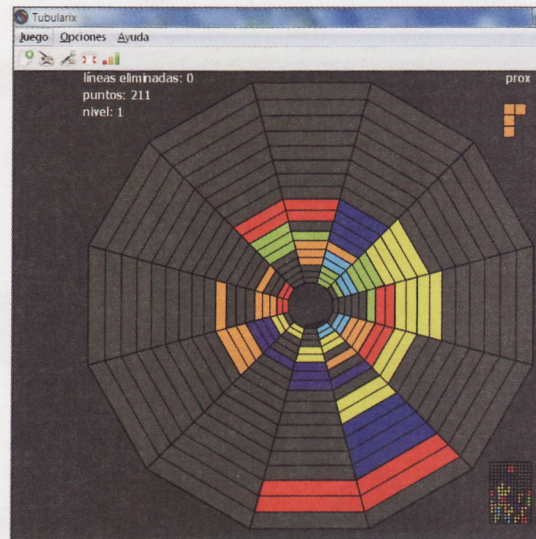 Tubularix
Juego Opciones Ayuda
líneas eliminadas: 0
puntos: 211
nivel: 1
prox